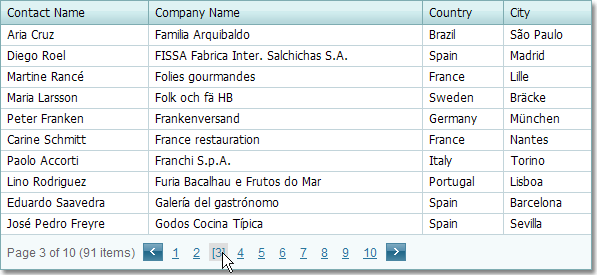 Contact Name Company Name Country City
Aria Cruz Familia Arquibaldo Brazil São Paulo
Diego Roel FISSA Fabrica Inter. Salchichas S.A. Spain Madrid
Martine Rancé Folies gourmandes France Lille
Maria Larsson Folk och fä HB Sweden Bräcke
Peter Franken Frankenversand Germany München
Carine Schmitt France restauration France Nantes
Paolo Accorti Franchi S.p.A. Italy Torino
Lino Rodriguez Furia Bacalhau e Frutos do Mar Portugal Lisboa
Eduardo Saavedra Galería del gastrónomo Spain Barcelona
José Pedro Freyre Godos Cocina Típica Spain Sevilla
Page 3 of 10 (91 items) 1 2 [3] 4 5 6 7 8 9 10